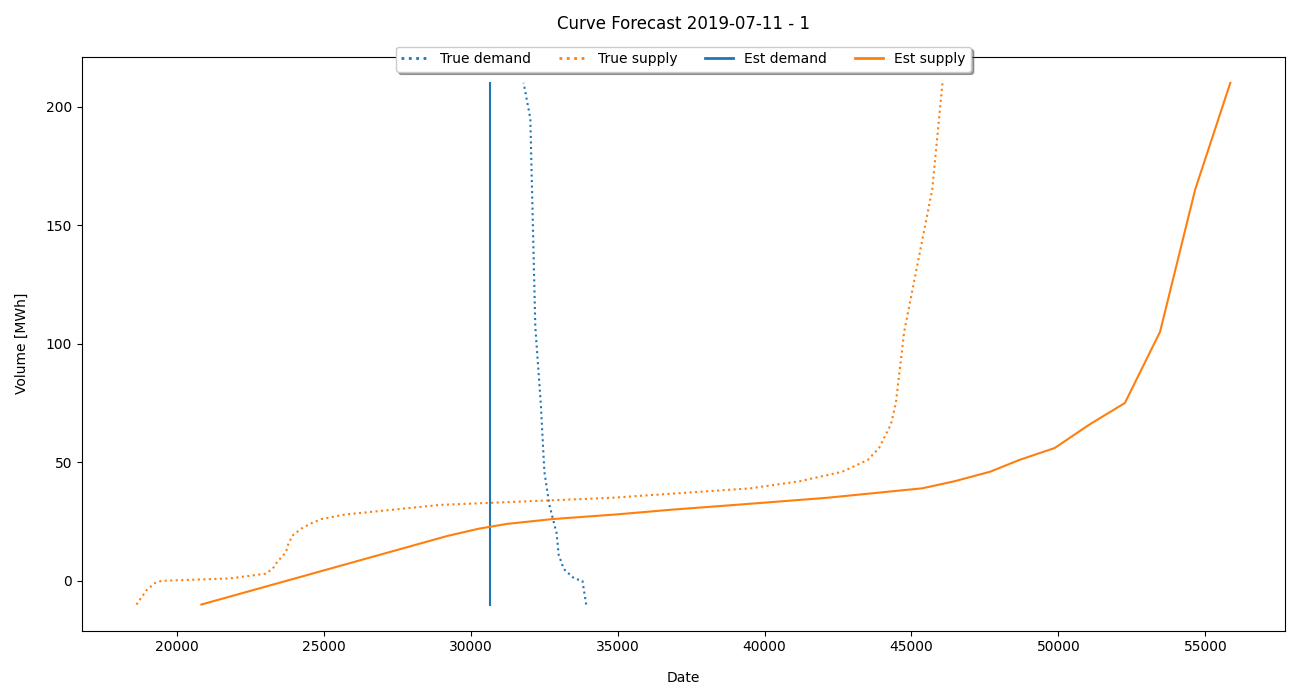 Curve Forecast 2019-07-11 - 1
True demand True supply Est demand Est supply
200
150
100
50
0
Volume [MWh]
20000 25000 30000 35000 40000 45000 50000 55000
Date